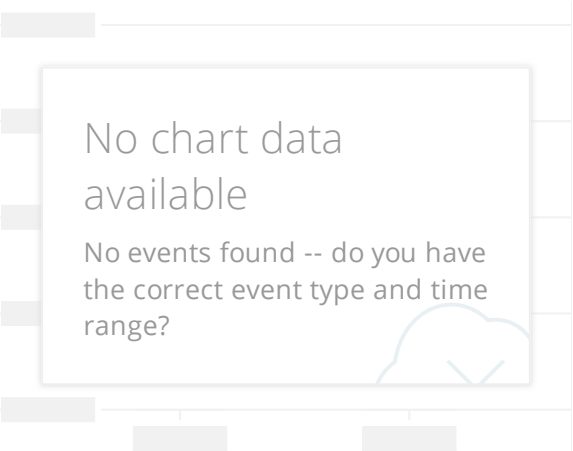 No chart data
available
No events found -- do you have
the correct event type and time
range?